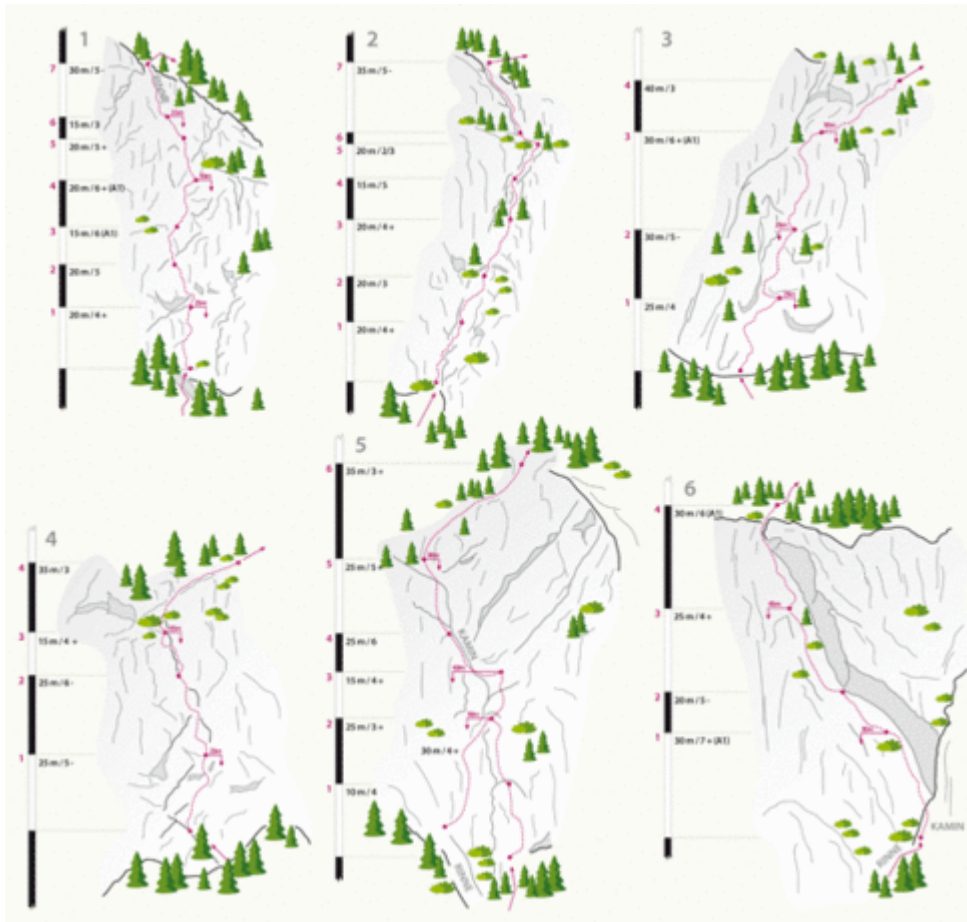 1
7
30 m / 5 -
RINNE
6
15 m / 3
5
20 m / 5 +
4
20 m / 6 + (A1)
3
15 m / 6 (A1)
2
20 m / 5
1
20 m / 4 +
2
7
35 m / 5 -
6
5
20 m / 2/3
4
15 m / 5
3
20 m / 4 +
2
20 m / 3
1
20 m / 4 +
3
4
40 m / 3
3
30 m / 6 + (A1)
2
30 m / 5 -
1
25 m / 4
4
4
35 m / 3
3
15 m / 4 +
2
25 m / 6 -
1
25 m / 5 -
5
6
35 m / 3 +
5
25 m / 5
KAMIN
4
25 m / 6
3
15 m / 4 +
2
25 m / 3 +
30 m / 4 +
1
10 m / 4
RINNE
6
4
30 m / 6 (A1)
3
25 m / 4 +
2
20 m / 5 -
1
30 m / 7 + (A1)
KAMIN
RINNE